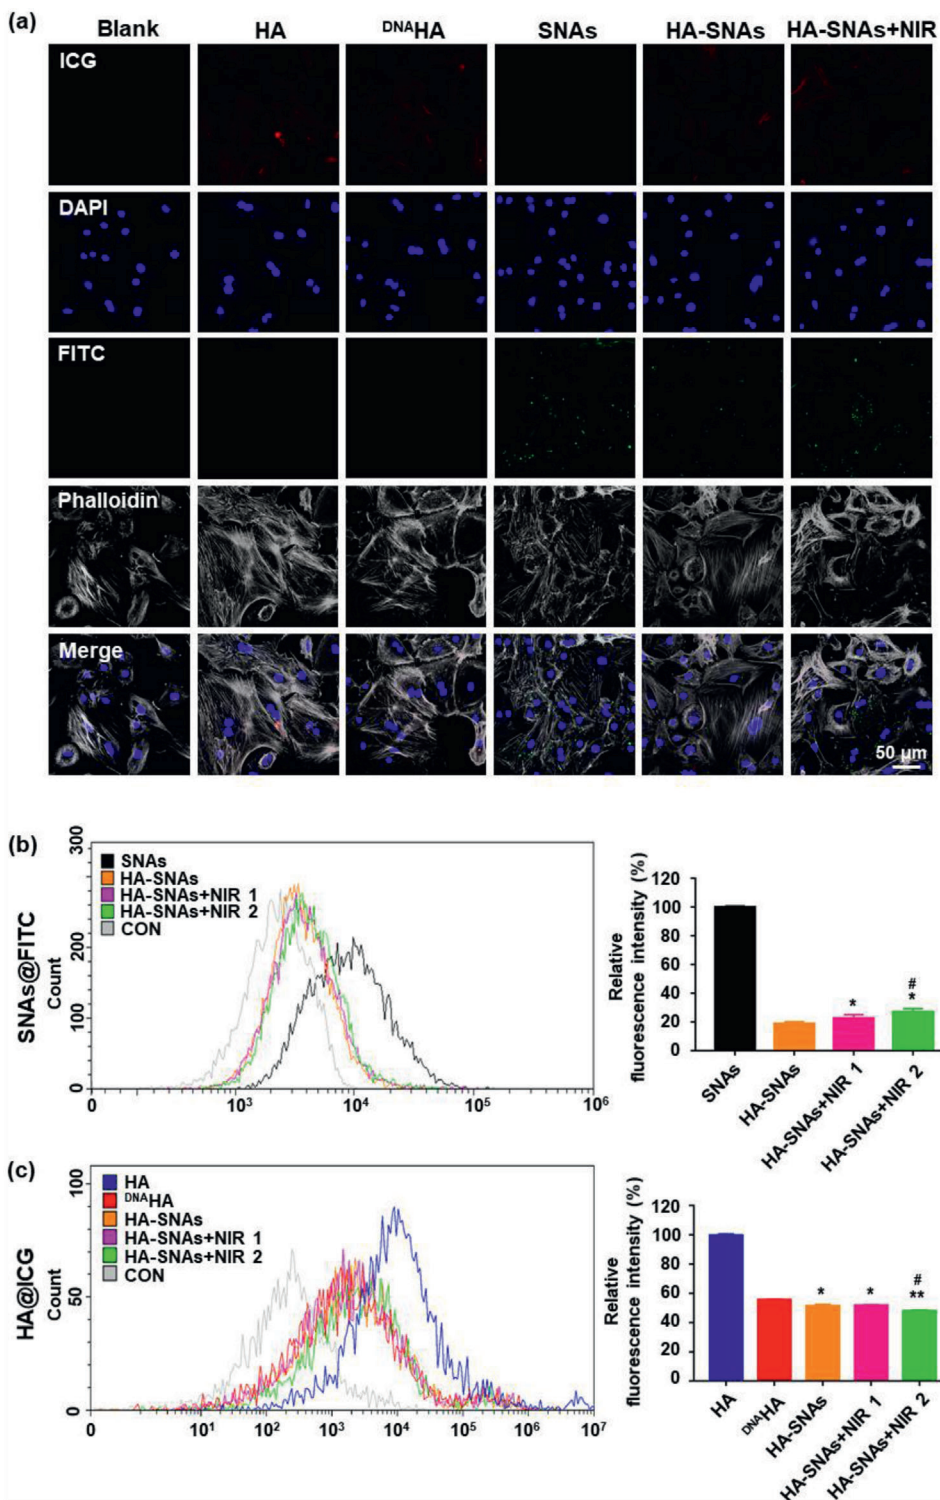 (a)
Blank HA DNAHA SNAs HA-SNAs HA-SNAs+NIR
ICG
DAPI
FITC
Phalloidin
Merge
50 µm
(b)
SNAs@FITC
Count
300
200
100
0
SNAs
HA-SNAs
HA-SNAs+NIR 1
HA-SNAs+NIR 2
CON
0 10³ 10⁴ 10⁵ 10⁶
Relative
fluorescence intensity (%)
120
100
80
60
40
20
0
*
#
*
SNAs
HA-SNAs
HA-SNAs+NIR 1
HA-SNAs+NIR 2
(c)
HA@ICG
Count
100
50
0
HA
DNAHA
HA-SNAs
HA-SNAs+NIR 1
HA-SNAs+NIR 2
CON
0 10¹ 10² 10³ 10⁴ 10⁵ 10⁶ 10⁷
Relative
fluorescence intensity (%)
120
100
80
60
40
20
0
*
*
#
**
HA
DNAHA
HA-SNAs
HA-SNAs+NIR 1
HA-SNAs+NIR 2